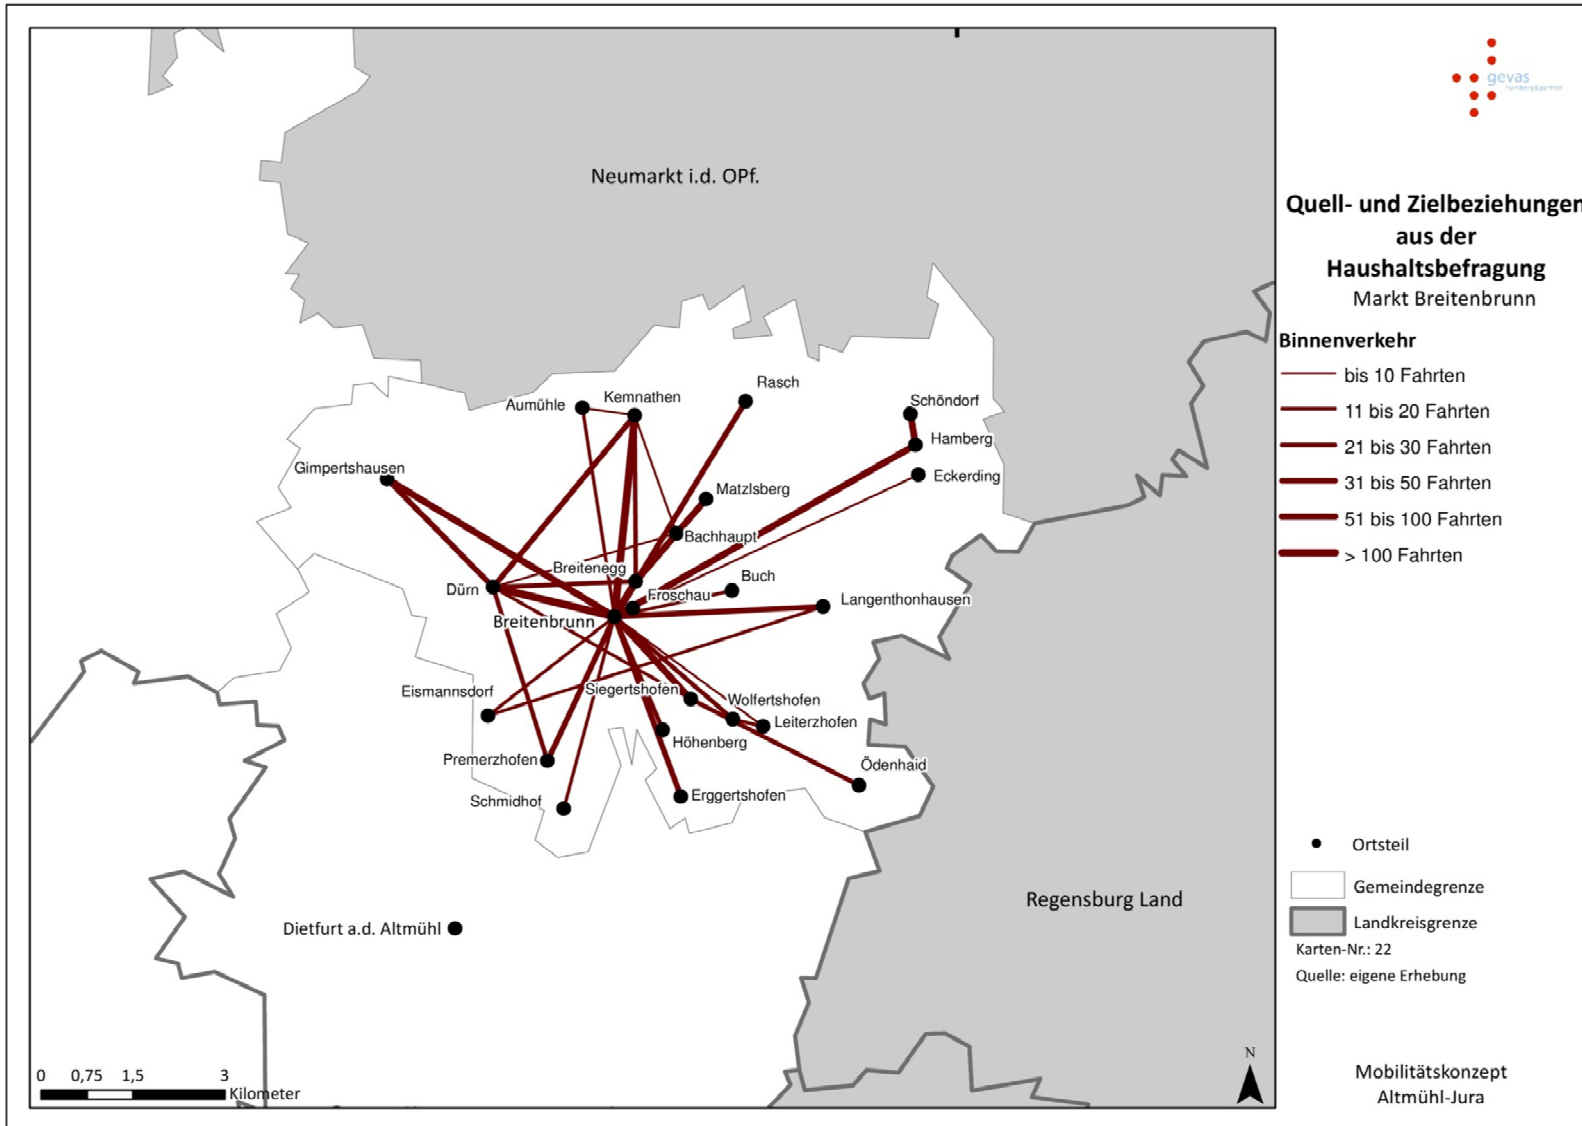 gevas
humberg & partner
Quell- und Zielbeziehungen
aus der
Haushaltsbefragung
Markt Breitenbrunn
Binnenverkehr
bis 10 Fahrten
11 bis 20 Fahrten
21 bis 30 Fahrten
31 bis 50 Fahrten
51 bis 100 Fahrten
> 100 Fahrten
Neumarkt i.d. OPf.
Rasch
Kemnathen
Aumühle
Schöndorf
Hamberg
Gimpertshausen
Eckerding
Matzlsberg
Bachhaupt
Breitenegg
Buch
Dürn
Froschau
Langenthonhausen
Breitenbrunn
Eismannsdorf
Siegertshofen
Wolfertshofen
Leiterzhofen
Höhenberg
Premerzhofen
Ödenhaid
Schmidhof
Erggertshofen
Regensburg Land
Dietfurt a.d. Altmühl
Ortsteil
Gemeindegrenze
Landkreisgrenze
Karten-Nr.: 22
Quelle: eigene Erhebung
N
0 0,75 1,5 3
Kilometer
Mobilitätskonzept
Altmühl-Jura